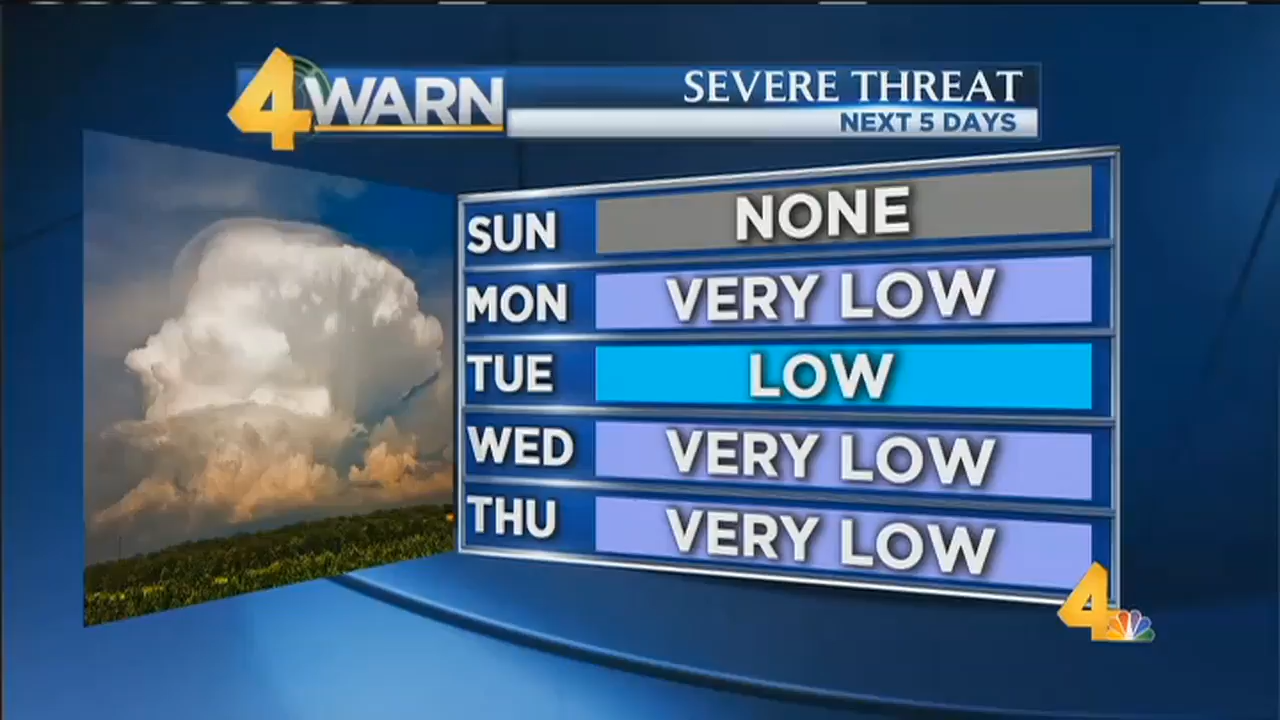 4WARN
SEVERE THREAT
NEXT 5 DAYS
SUN NONE
MON VERY LOW
TUE LOW
WED VERY LOW
THU VERY LOW
4